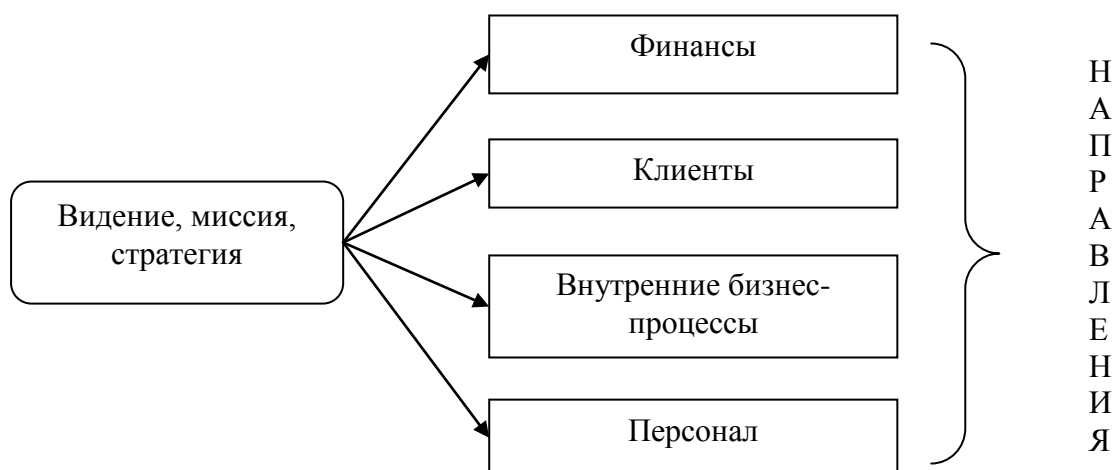 Финансы
Клиенты
Видение, миссия,
стратегия
Внутренние бизнес-
процессы
Персонал
Н
А
П
Р
А
В
Л
Е
Н
И
Я